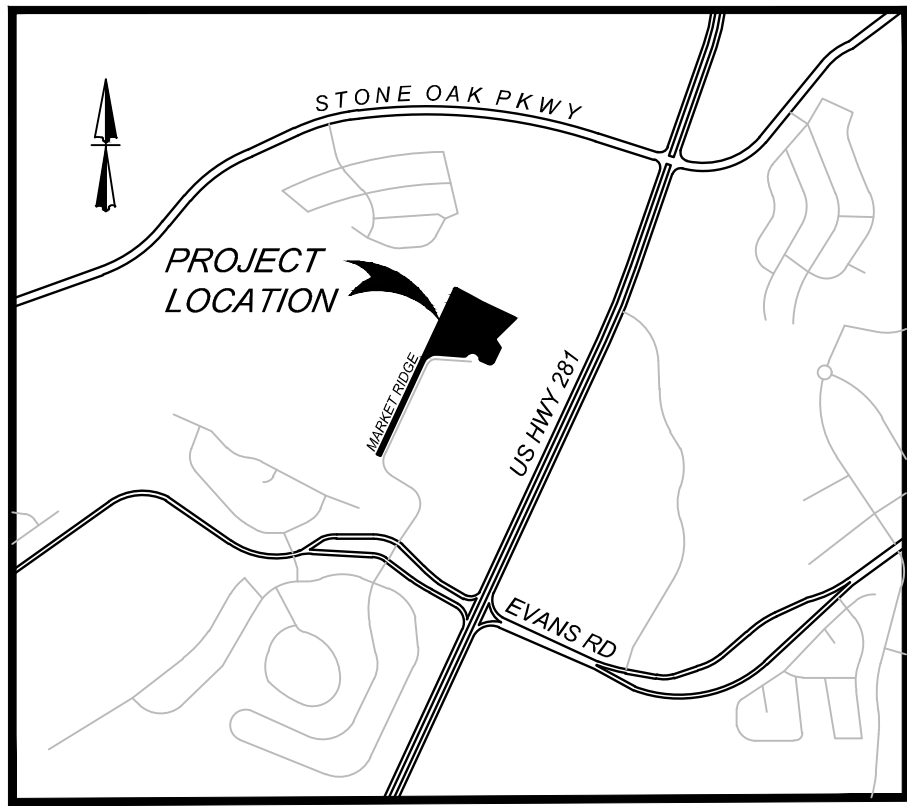 STONE OAK PKWY
PROJECT
LOCATION
MARKET RIDGE
US HWY 281
EVANS RD